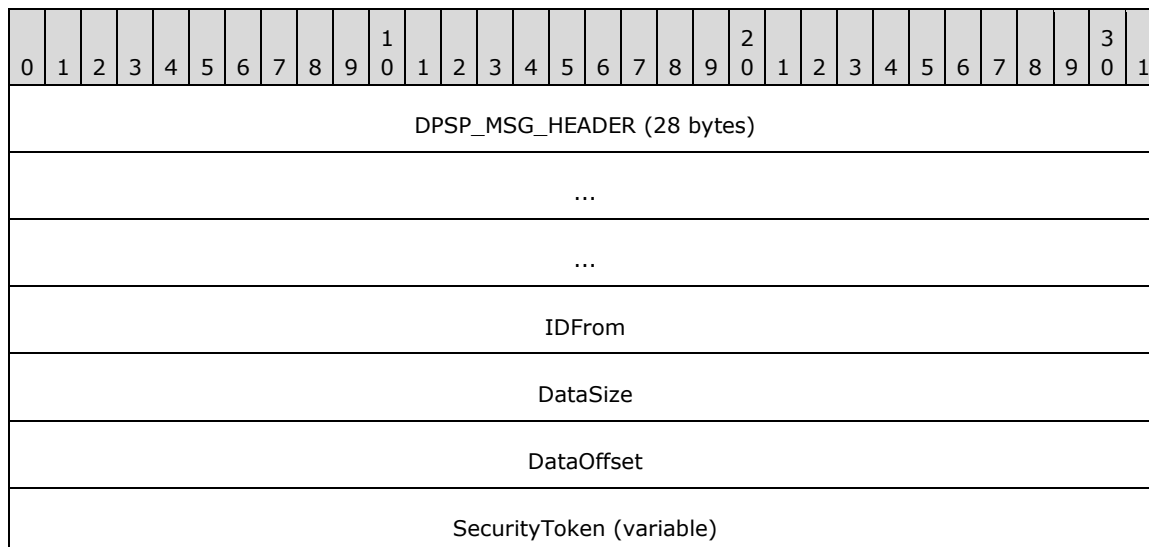 1 2 3
0 1 2 3 4 5 6 7 8 9 0 1 2 3 4 5 6 7 8 9 0 1 2 3 4 5 6 7 8 9 0 1
DPSP_MSG_HEADER (28 bytes)
...
...
IDFrom
DataSize
DataOffset
SecurityToken (variable)